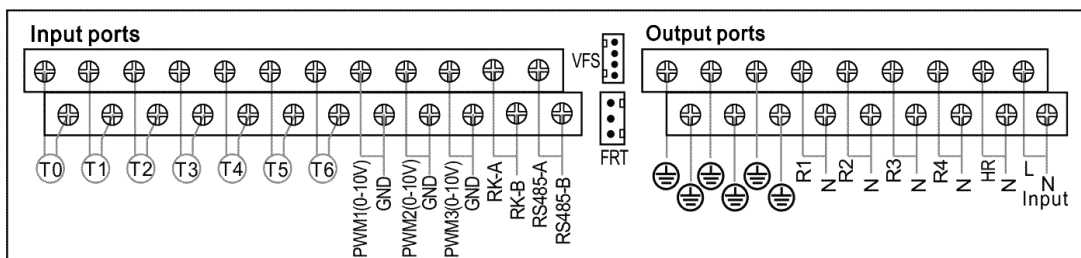 Input ports
VFS
Output ports
FRT
T0
T1
T2
T3
T4
T5
T6
PWM1(0-10V)
GND
PWM2(0-10V)
GND
PWM3(0-10V)
GND
RK-A
RK-B
RS485-A
RS485-B
R1
N
R2
N
R3
N
R4
N
HR
N
L
N
Input